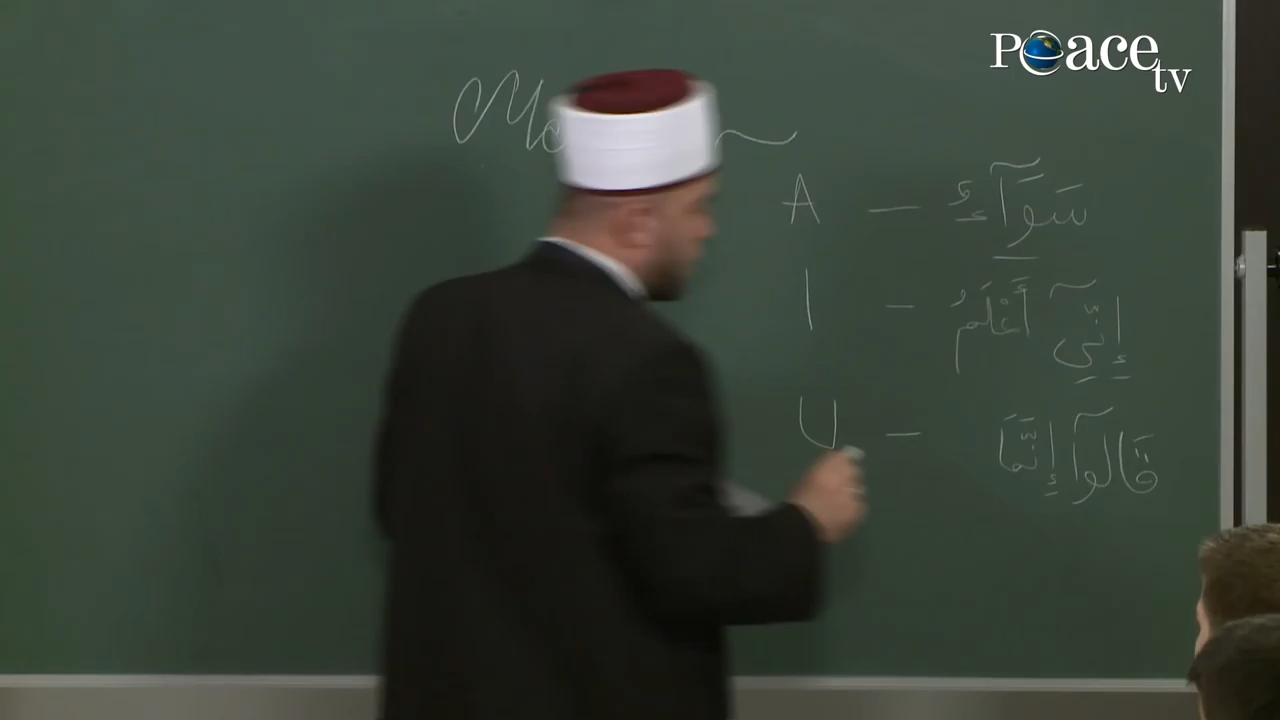 Peace tv
A — سَوَآءٌ
I - إِنِّيٓ أَعْلَمُ
U - قَالُوٓا إِنَّمَا